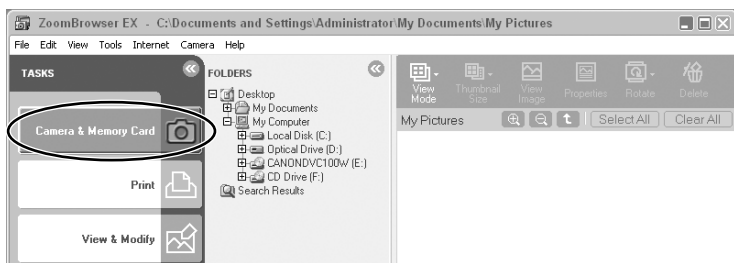 ZoomBrowser EX - C:\Documents and Settings\Administrator\My Documents\My Pictures
File Edit View Tools Internet Camera Help
TASKS
Camera & Memory Card
Print
View & Modify
FOLDERS
Desktop
My Documents
My Computer
Local Disk (C:)
Optical Drive (D:)
CANONDVC100W (E:)
CD Drive (F:)
Search Results
View Mode
Thumbnail Size
View Image
Properties
Rotate
Delete
My Pictures
Select All
Clear All